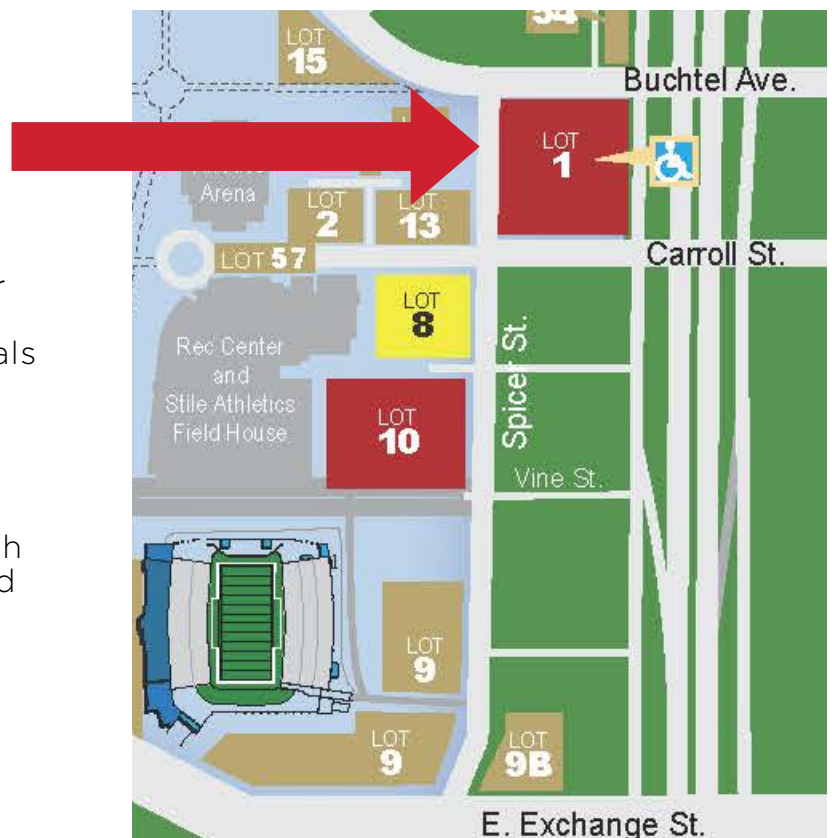 54
LOT
15
Buchtel Ave.
LOT
1
Arena
LOT
2
LOT
13
LOT 57
Carroll St.
r
als
LOT
8
Rec Center
and
Stile Athletics
Field House
Spicer St.
LOT
10
Vine St.
h
d
LOT
9
LOT
9
LOT
9B
E. Exchange St.